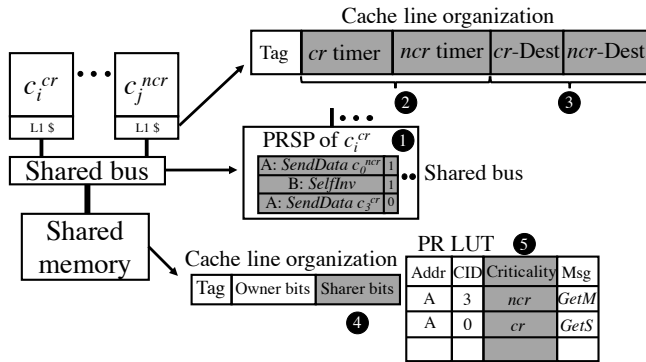 Cache line organization
Tag cr timer ncr timer cr-Dest ncr-Dest
2 3
c_i^cr ••• c_j^ncr
L1 $ L1 $
Shared bus
•••
PRSP of c_i^cr 1
A: SendData c_0^ncr 1
B: SelfInv 1
A: SendData c_3^cr 0
•• Shared bus
Shared
memory
Cache line organization
Tag Owner bits Sharer bits
4
PR LUT 5
Addr CID Criticality Msg
A 3 ncr GetM
A 0 cr GetS